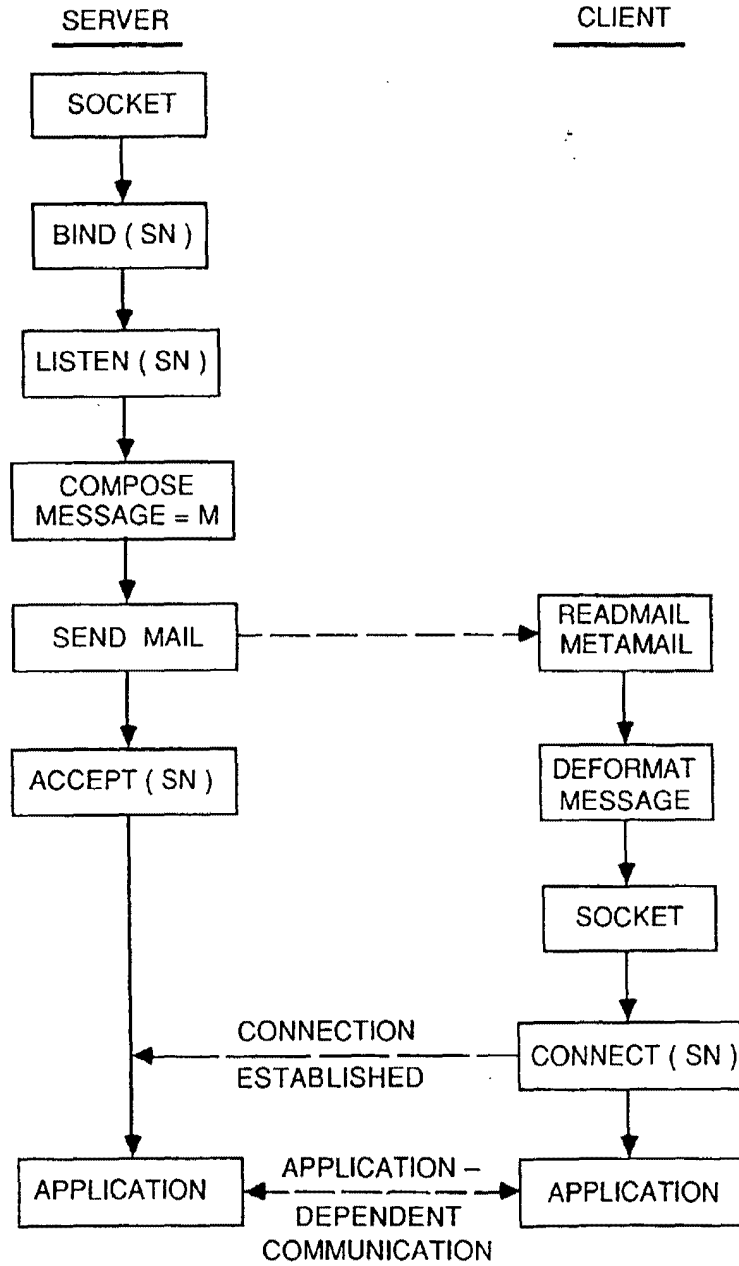 SERVER
CLIENT
SOCKET
BIND ( SN )
LISTEN ( SN )
COMPOSE
MESSAGE = M
SEND MAIL
READMAIL
METAMAIL
ACCEPT ( SN )
DEFORMAT
MESSAGE
SOCKET
CONNECTION
ESTABLISHED
CONNECT ( SN )
APPLICATION
APPLICATION –
DEPENDENT
COMMUNICATION
APPLICATION